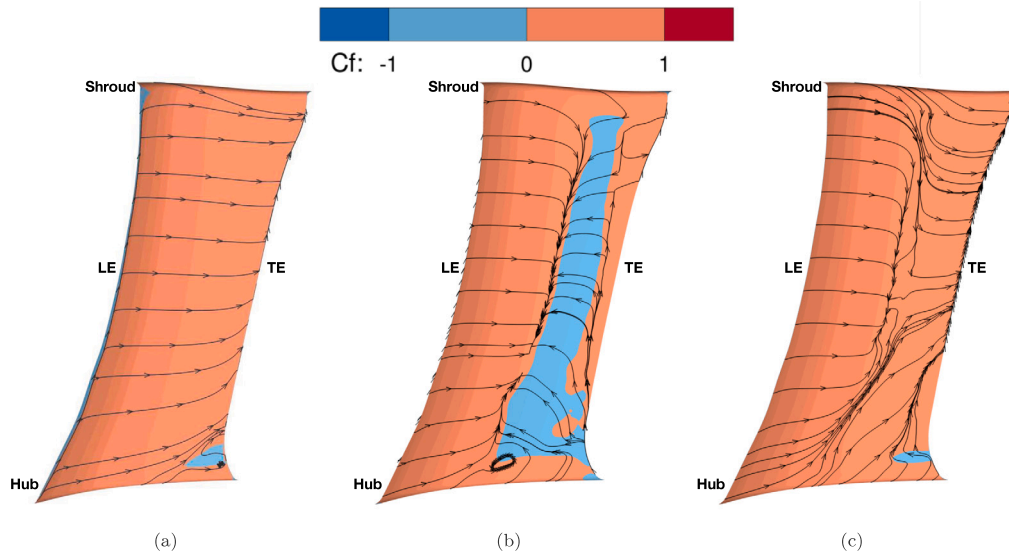 Cf: -1 0 1
Shroud Shroud Shroud
LE TE LE TE LE TE
Hub Hub Hub
(a) (b) (c)